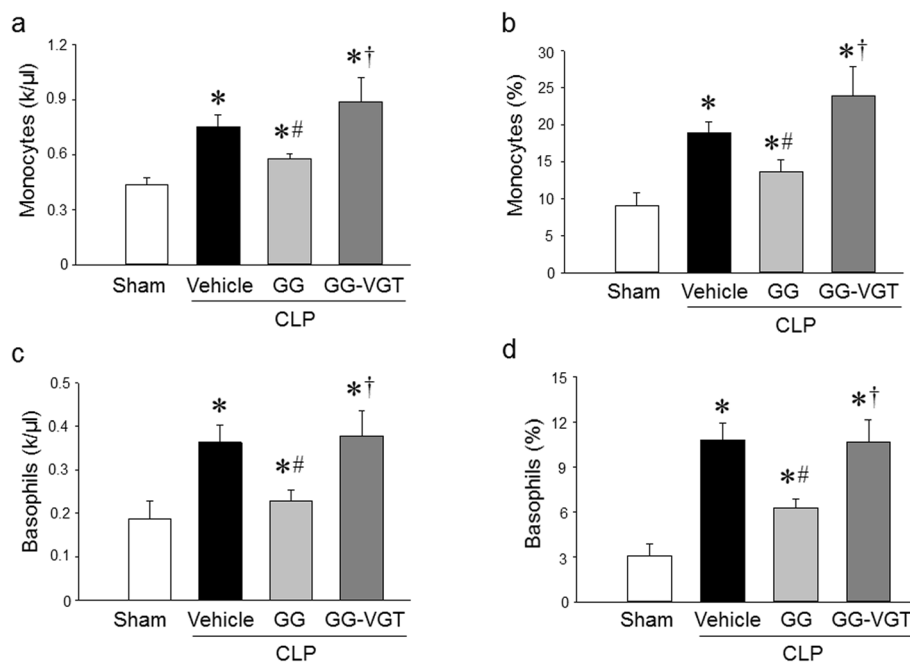 a
Monocytes (k/µl)
1.2
0.9
0.6
0.3
0
*
*#
*†
Sham Vehicle GG GG-VGT
CLP
b
Monocytes (%)
30
25
20
15
10
5
0
*
*#
*†
Sham Vehicle GG GG-VGT
CLP
c
Basophils (k/µl)
0.5
0.4
0.3
0.2
0.1
0
*
*#
*†
Sham Vehicle GG GG-VGT
CLP
d
Basophils (%)
15
12
9
6
3
0
*
*#
*†
Sham Vehicle GG GG-VGT
CLP